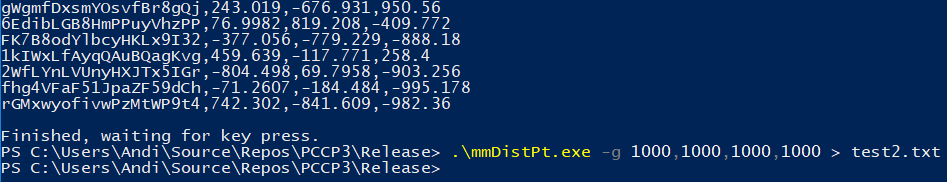 gWgmfDxsmYOsvfBr8gQj,243.019,-676.931,950.56
6EdibLGB8HmPPuyVhzPP,76.9982,819.208,-409.772
FK7B8odYlbcyHKLx9I32,-377.056,-779.229,-888.18
1kIWxLfAyqQAuBQagKvg,459.639,-117.771,258.4
2WfLYnLVUnyHXJTx5IGr,-804.498,69.7958,-903.256
fhg4VFaF51JpaZF59dCh,-71.2607,-184.484,-995.178
rGMxwyofivwPzMtWP9t4,742.302,-841.609,-982.36
Finished, waiting for key press.
PS C:\Users\Andi\Source\Repos\PCCP3\Release> .\mmDistPt.exe -g 1000,1000,1000,1000 > test2.txt
PS C:\Users\Andi\Source\Repos\PCCP3\Release>